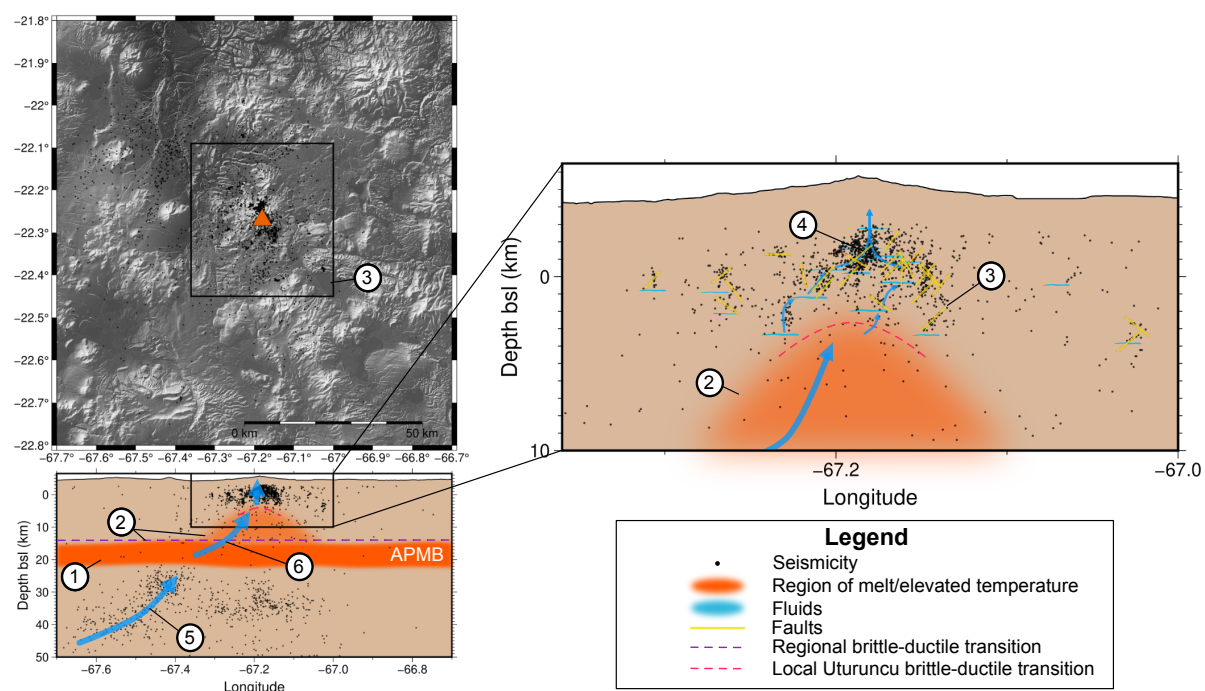 −21.8°
−21.9°
−22°
−22.1°
−22.2°
−22.3°
−22.4°
−22.5°
−22.6°
−22.7°
−22.8°
3
0 km
50 km
−67.7° −67.6° −67.5° −67.4° −67.3° −67.2° −67.1° −67° −66.9° −66.8° −66.7°
Depth bsl (km)
0
10
20
30
40
50
2
1
APMB
6
5
−67.6
−67.4
−67.2
−67.0
−66.8
Longitude
Depth bsl (km)
0
10
4
3
2
−67.2
−67.0
Longitude
Legend
Seismicity
Region of melt/elevated temperature
Fluids
Faults
Regional brittle-ductile transition
Local Uturuncu brittle-ductile transition